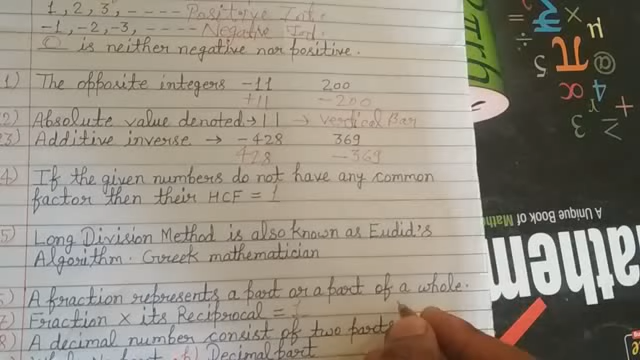 1, 2, 3, ---- Positive Int.
-1, -2, -3, ---- Negative Int.
0 is neither negative nor positive.
1) The opposite integers -11 200
+11 -200
2) Absolute value denoted → | | → Vertical Bar
3) Additive inverse → -428 369
428 -369
4) If the given numbers do not have any common
factor then their HCF = 1
5) Long Division Method is also known as Euclid's
Algorithm. Greek mathematician
6) A fraction represents a part or a part of a whole.
7) Fraction × its Reciprocal = 1
8) A decimal number consist of two parts
Decimal part
A Unique Book of Mathe
athem